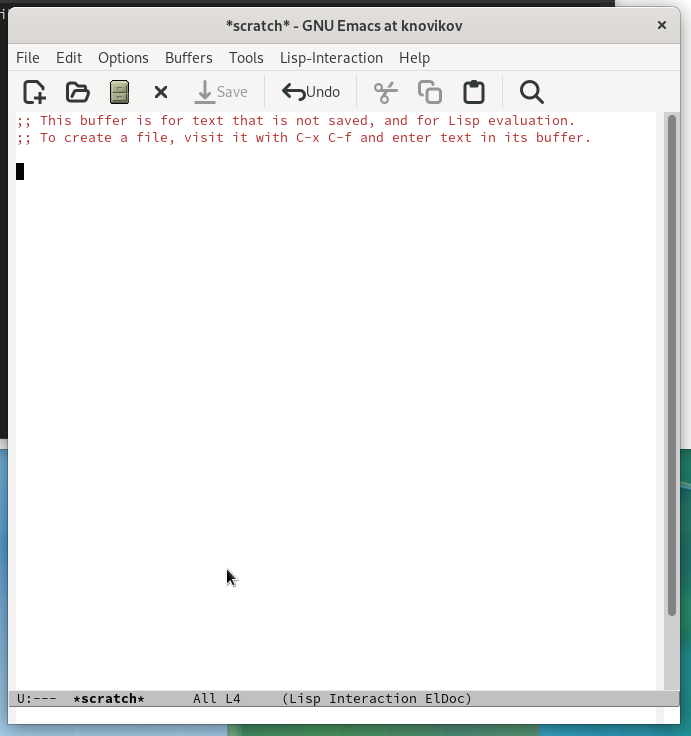 *scratch* - GNU Emacs at knovikov
File Edit Options Buffers Tools Lisp-Interaction Help
Save Undo
;; This buffer is for text that is not saved, and for Lisp evaluation.
;; To create a file, visit it with C-x C-f and enter text in its buffer.
U:--- *scratch* All L4 (Lisp Interaction ElDoc)